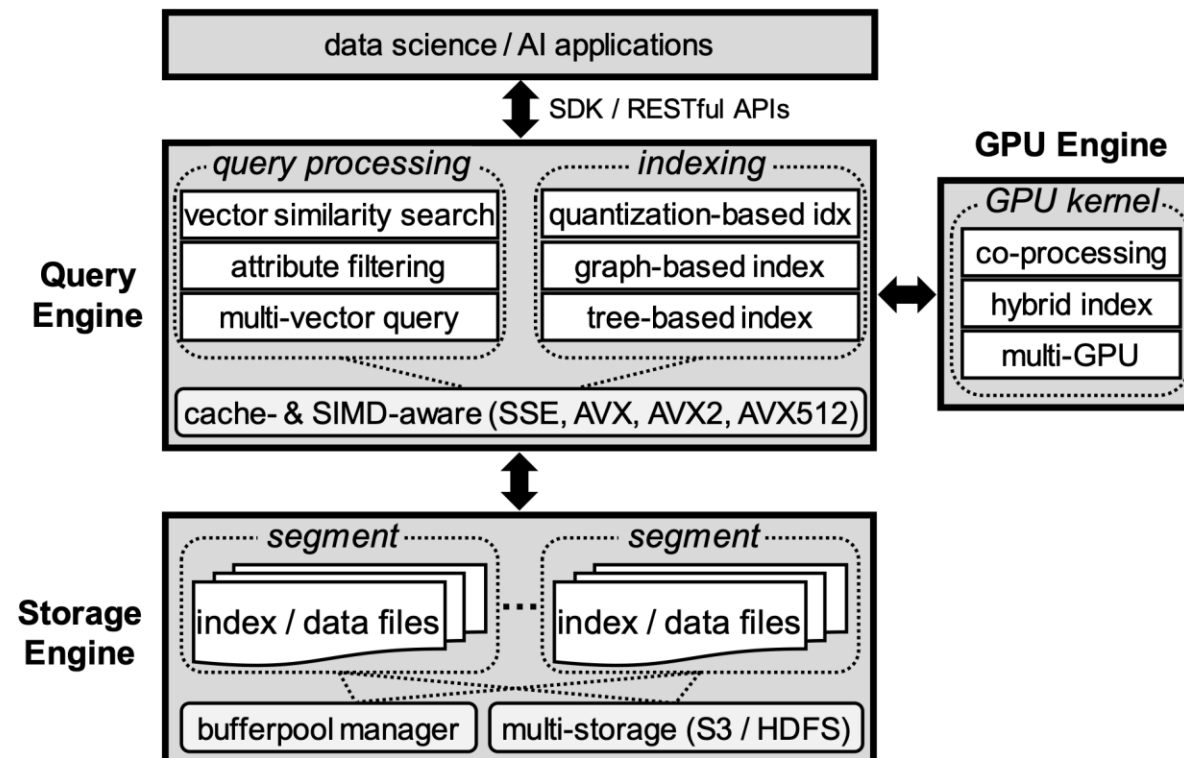 data science / AI applications
SDK / RESTful APIs
Query
Engine
query processing
vector similarity search
attribute filtering
multi-vector query
indexing
quantization-based idx
graph-based index
tree-based index
cache- & SIMD-aware (SSE, AVX, AVX2, AVX512)
GPU Engine
GPU kernel
co-processing
hybrid index
multi-GPU
Storage
Engine
segment
index / data files
segment
index / data files
bufferpool manager
multi-storage (S3 / HDFS)